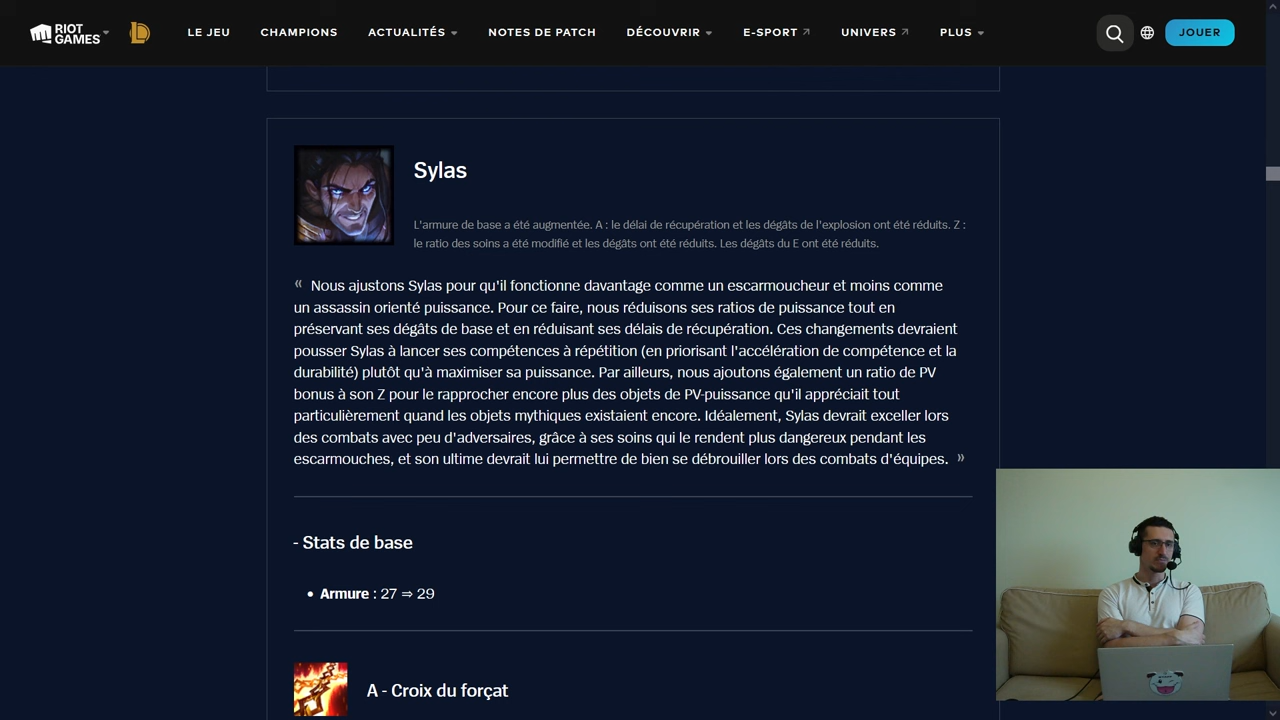 RIOT GAMES
LE JEU
CHAMPIONS
ACTUALITÉS
NOTES DE PATCH
DÉCOUVRIR
E-SPORT
UNIVERS
PLUS
JOUER
Sylas
L'armure de base a été augmentée. A : le délai de récupération et les dégâts de l'explosion ont été réduits. Z :
le ratio des soins a été modifié et les dégâts ont été réduits. Les dégâts du E ont été réduits.
« Nous ajustons Sylas pour qu'il fonctionne davantage comme un escarmoucheur et moins comme
un assassin orienté puissance. Pour ce faire, nous réduisons ses ratios de puissance tout en
préservant ses dégâts de base et en réduisant ses délais de récupération. Ces changements devraient
pousser Sylas à lancer ses compétences à répétition (en priorisant l'accélération de compétence et la
durabilité) plutôt qu'à maximiser sa puissance. Par ailleurs, nous ajoutons également un ratio de PV
bonus à son Z pour le rapprocher encore plus des objets de PV-puissance qu'il appréciait tout
particulièrement quand les objets mythiques existaient encore. Idéalement, Sylas devrait exceller lors
des combats avec peu d'adversaires, grâce à ses soins qui le rendent plus dangereux pendant les
escarmouches, et son ultime devrait lui permettre de bien se débrouiller lors des combats d'équipes. »
- Stats de base
• Armure : 27 ⇒ 29
A - Croix du forçat